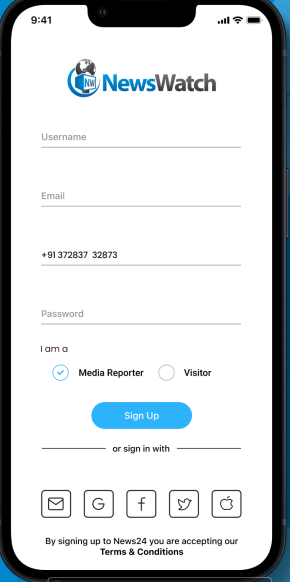 9:41
NW NewsWatch
Username
Email
+91 372837 32873
Password
I am a
Media Reporter Visitor
Sign Up
or sign in with
G f
By signing up to News24 you are accepting our
Terms & Conditions